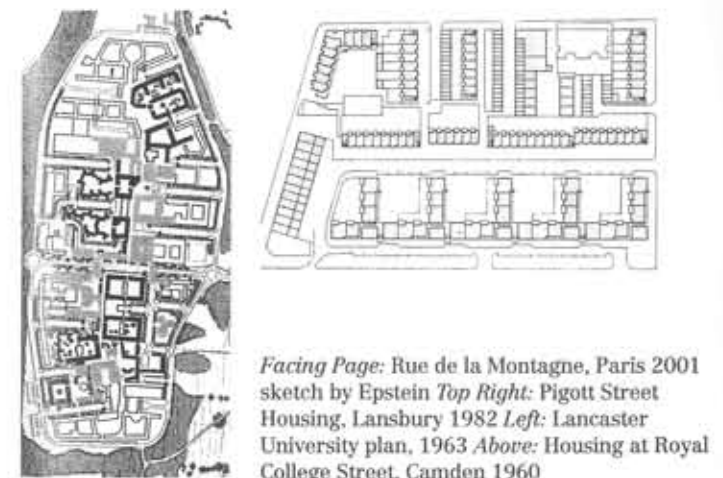 Facing Page: Rue de la Montagne, Paris 2001
sketch by Epstein Top Right: Pigott Street
Housing, Lansbury 1982 Left: Lancaster
University plan, 1963 Above: Housing at Royal
College Street, Camden 1960